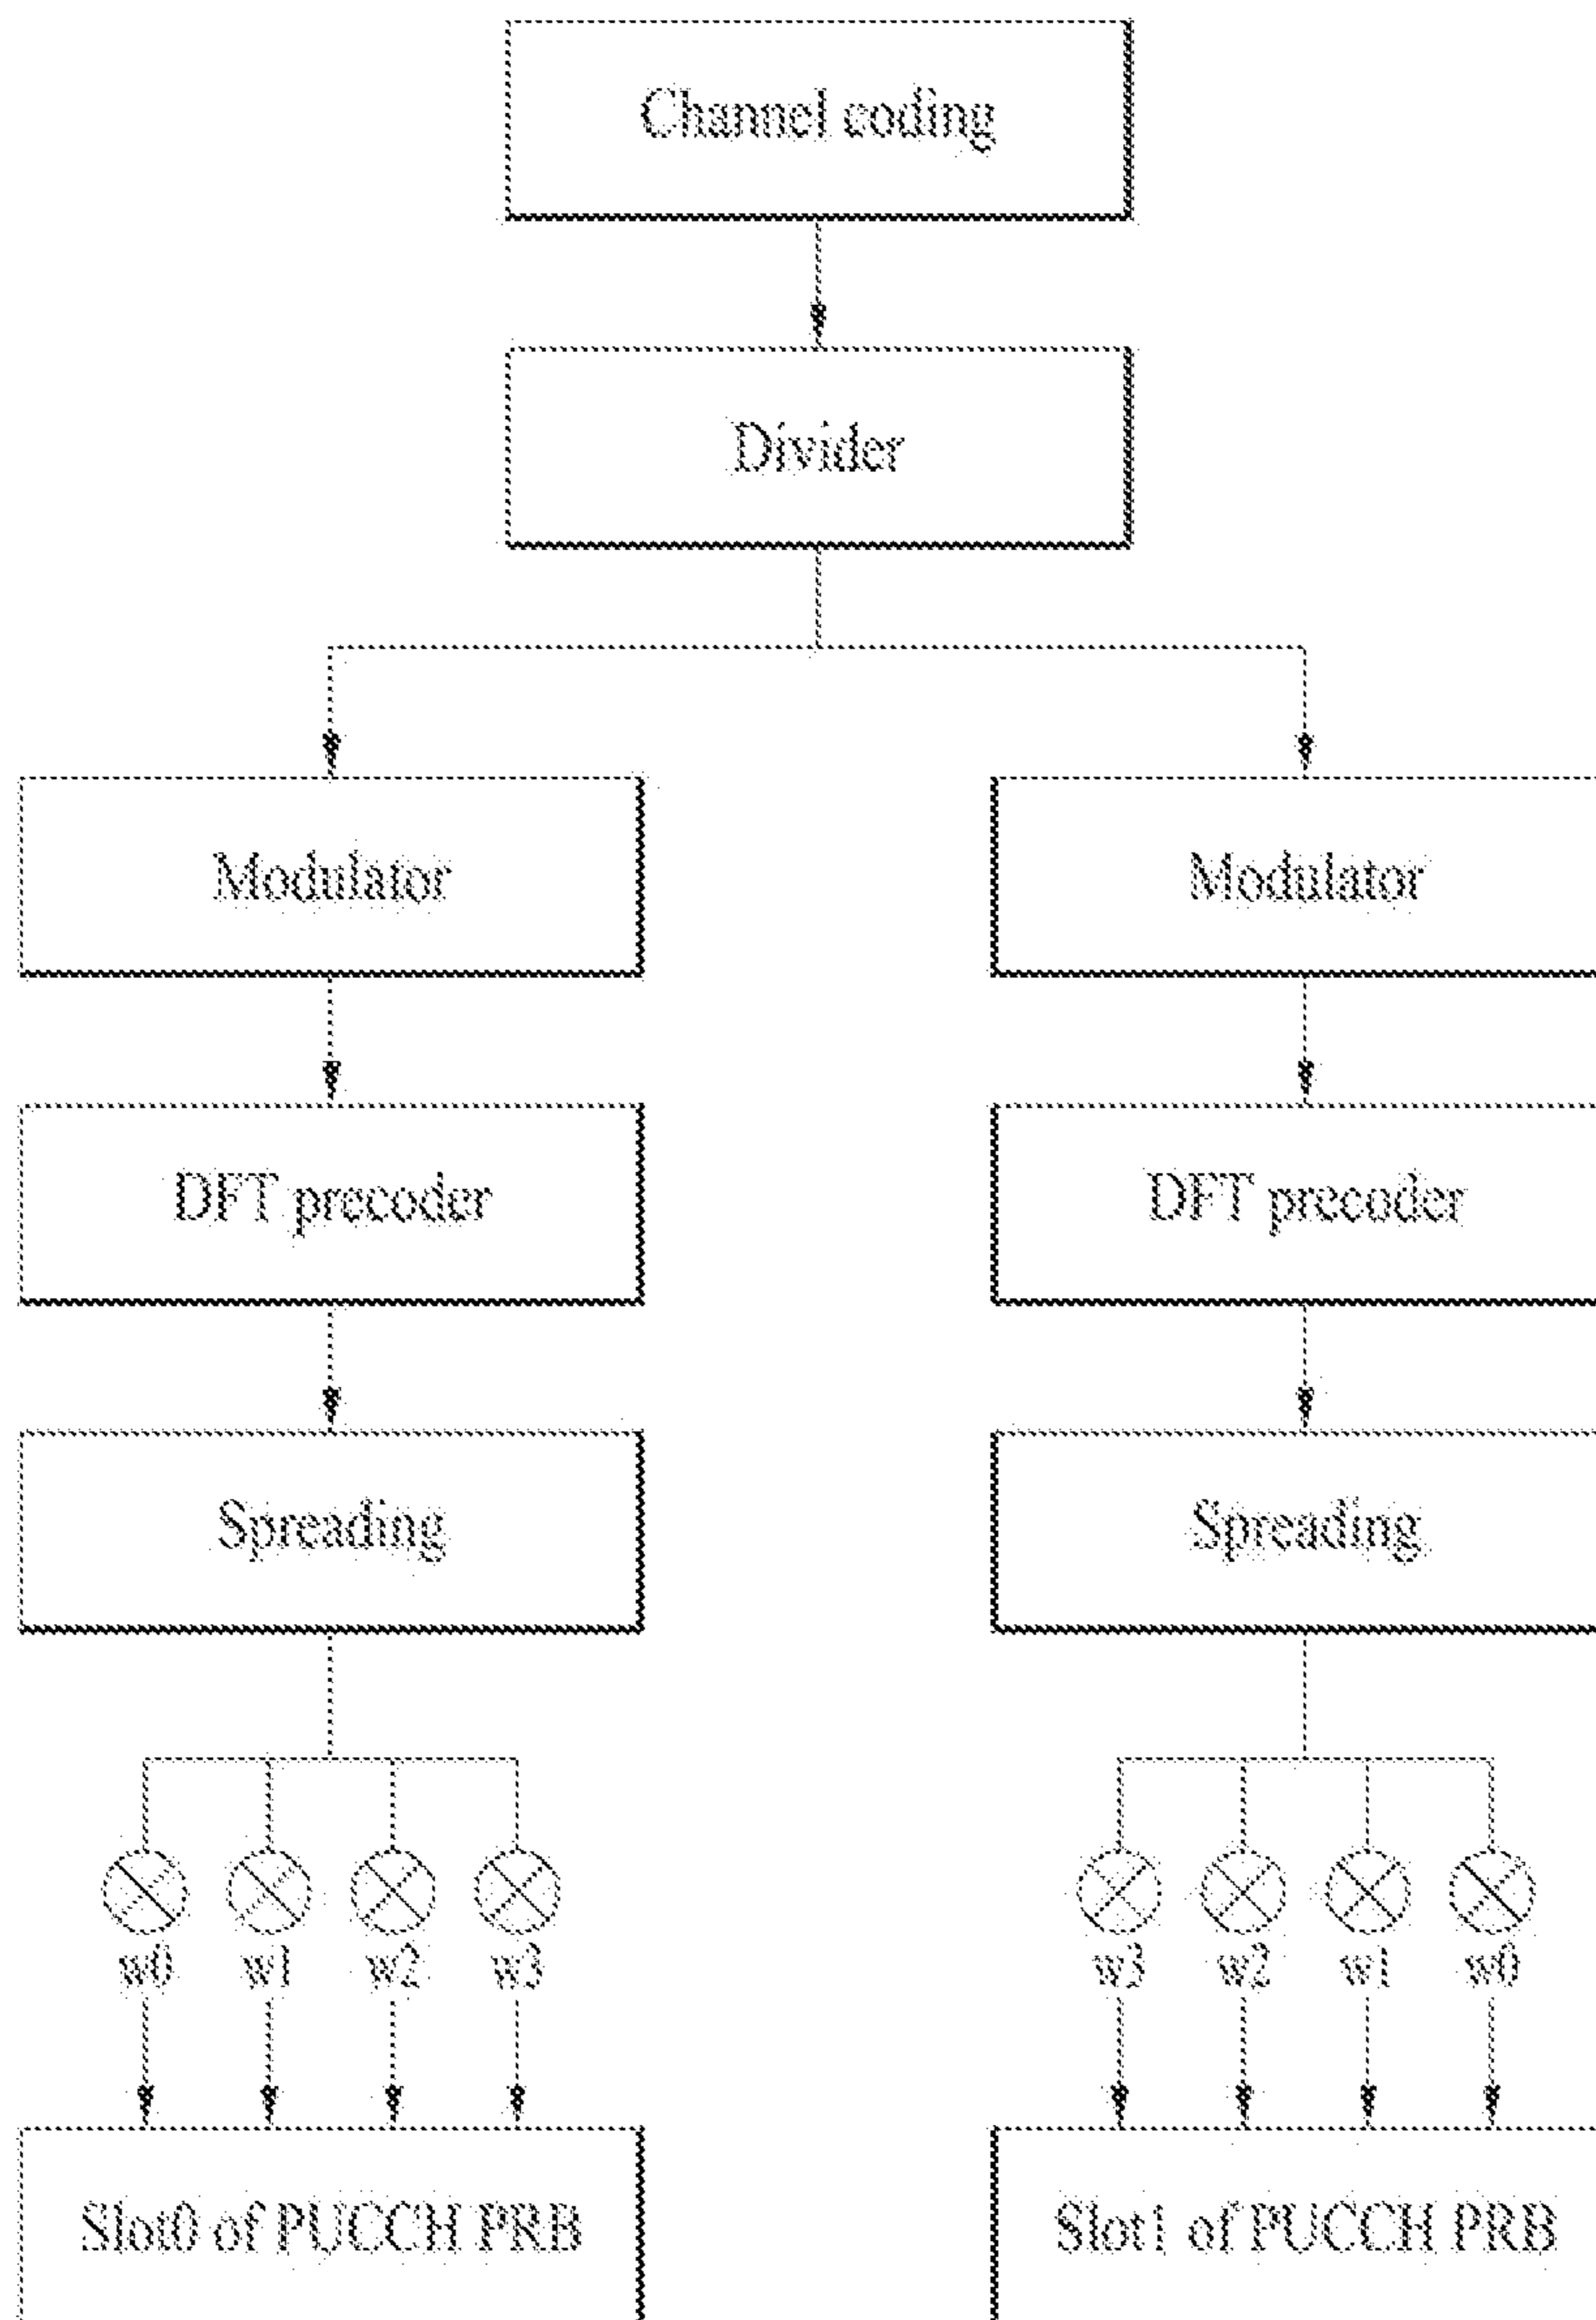 Channel coding
Divider
Modulator
Modulator
DFT precoder
DFT precoder
Spreading
Spreading
w0 w1 w2 w3
w3 w2 w1 w0
Slot0 of PUCCH PRB
Slot1 of PUCCH PRB